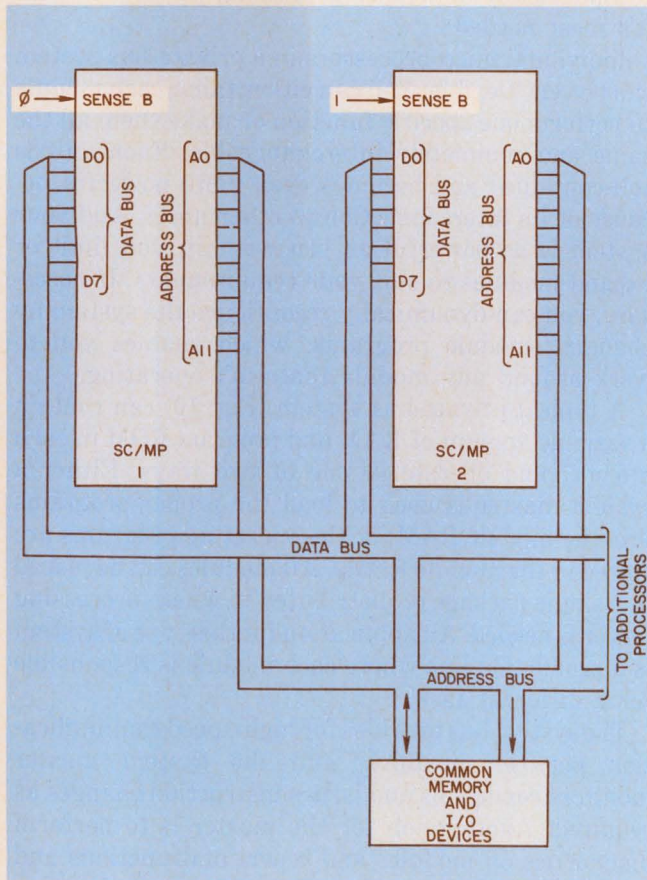 Ø
SENSE B
D0
DATA BUS
D7
ADDRESS BUS
A0
A11
SC/MP
1
1
SENSE B
D0
DATA BUS
D7
ADDRESS BUS
A0
A11
SC/MP
2
DATA BUS
ADDRESS BUS
TO ADDITIONAL
PROCESSORS
COMMON
MEMORY
AND
I/O
DEVICES